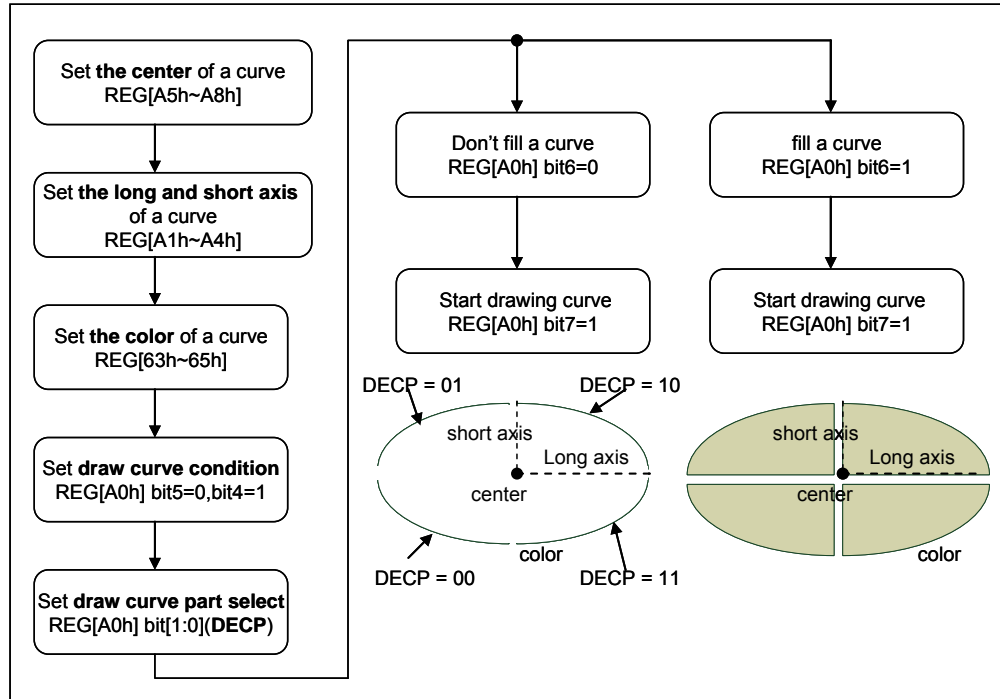 Set the center of a curve
REG[A5h~A8h]
Set the long and short axis
of a curve
REG[A1h~A4h]
Set the color of a curve
REG[63h~65h]
Set draw curve condition
REG[A0h] bit5=0,bit4=1
Set draw curve part select
REG[A0h] bit[1:0](DECP)
Don't fill a curve
REG[A0h] bit6=0
Start drawing curve
REG[A0h] bit7=1
fill a curve
REG[A0h] bit6=1
Start drawing curve
REG[A0h] bit7=1
DECP = 01
DECP = 10
short axis
Long axis
center
color
DECP = 00
DECP = 11
short axis
Long axis
center
color